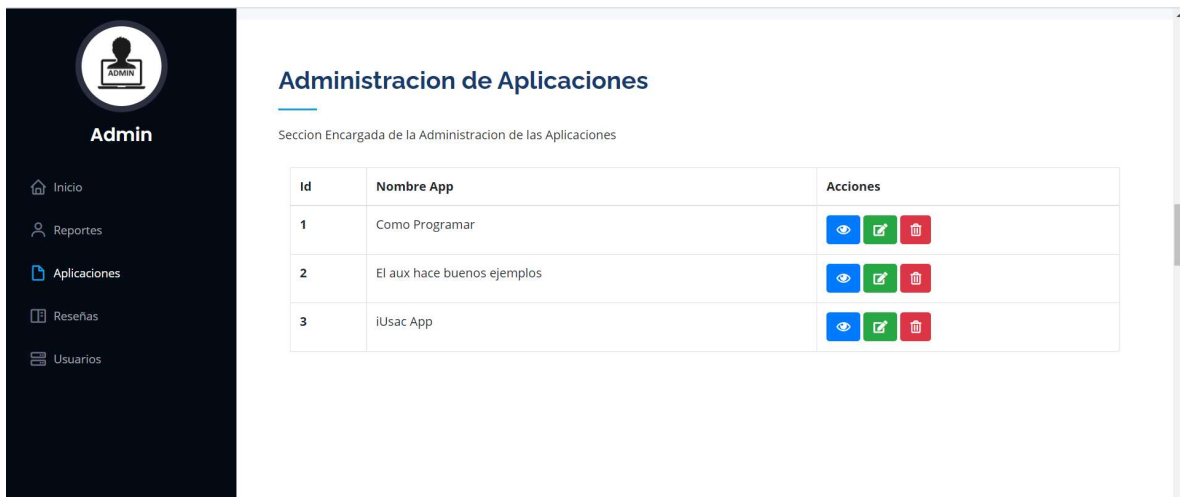 ADMIN
Admin
Inicio
Reportes
Aplicaciones
Reseñas
Usuarios
Administracion de Aplicaciones
Seccion Encargada de la Administracion de las Aplicaciones
Id Nombre App Acciones
1 Como Programar
2 El aux hace buenos ejemplos
3 iUsac App